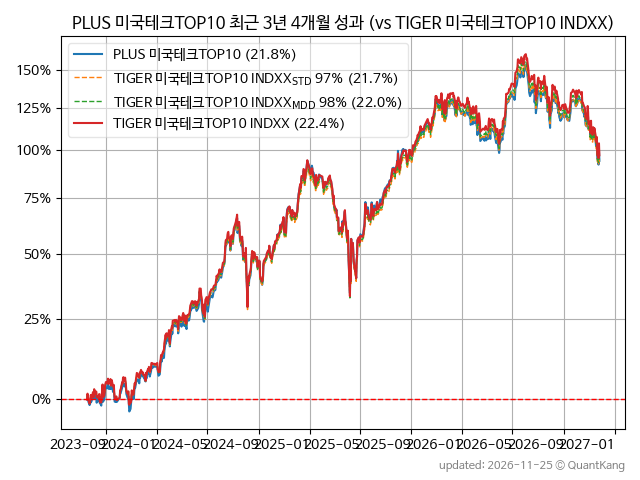 PLUS 미국테크TOP10 최근 3년 4개월 성과 (vs TIGER 미국테크TOP10 INDXX)
PLUS 미국테크TOP10 (21.8%)
TIGER 미국테크TOP10 INDXXSTD 97% (21.7%)
TIGER 미국테크TOP10 INDXXMDD 98% (22.0%)
TIGER 미국테크TOP10 INDXX (22.4%)
150%
125%
100%
75%
50%
25%
0%
2023-09 2024-01 2024-05 2024-09 2025-01 2025-05 2025-09 2026-01 2026-05 2026-09 2027-01
updated: 2026-11-25 © QuantKang